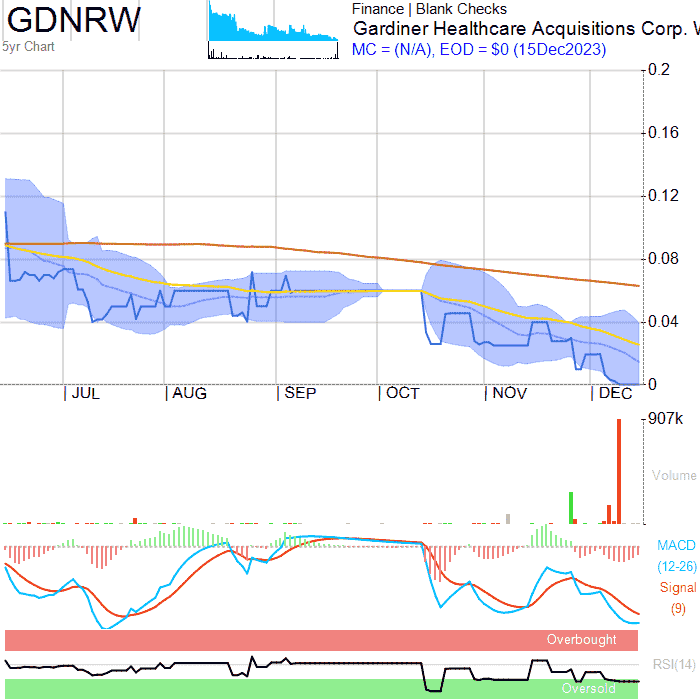 GDNRW
5yr Chart
Finance | Blank Checks
Gardiner Healthcare Acquisitions Corp. W
MC = (N/A), EOD = $0 (15Dec2023)
0.2
0.16
0.12
0.08
0.04
0
JUL AUG SEP OCT NOV DEC
907k
Volume
MACD
(12-26)
Signal
(9)
Overbought
RSI(14)
Oversold